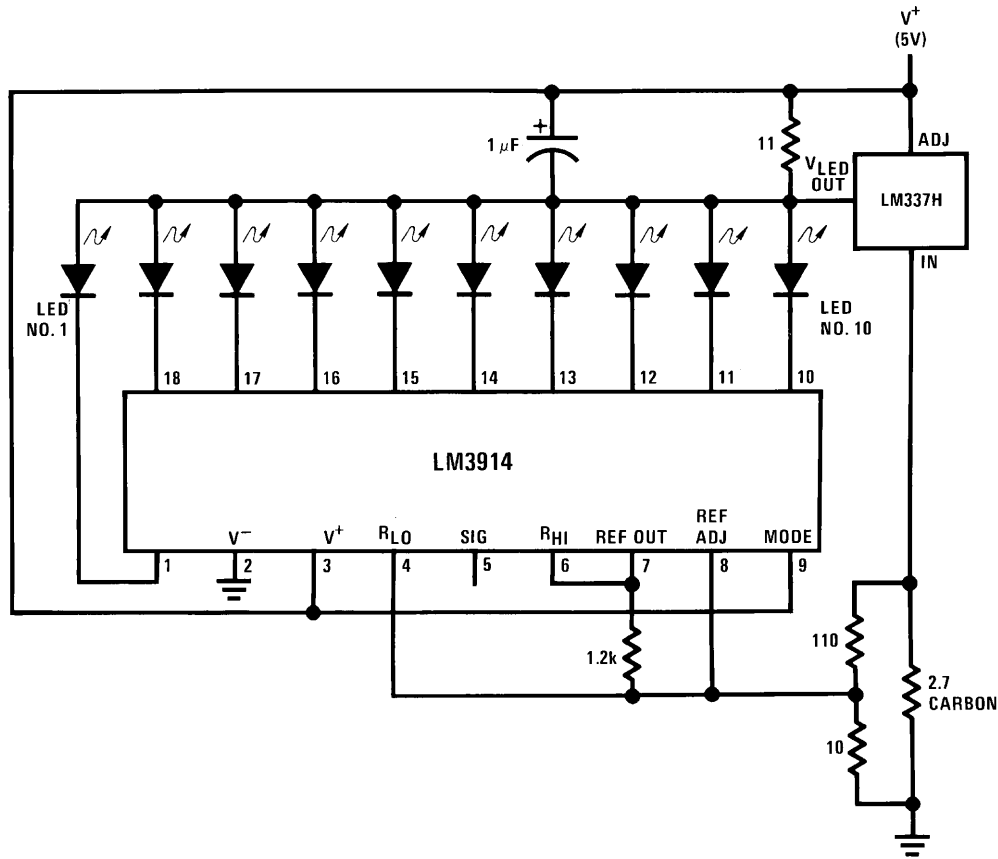 V+
(5V)
ADJ
+
1 μF
11
VLED
OUT
LM337H
IN
LED
NO. 1
LED
NO. 10
18
17
16
15
14
13
12
11
10
LM3914
V−
V+
RLO
SIG
RHI
REF OUT
REF
ADJ
MODE
1
2
3
4
5
6
7
8
9
1.2k
110
2.7
CARBON
10